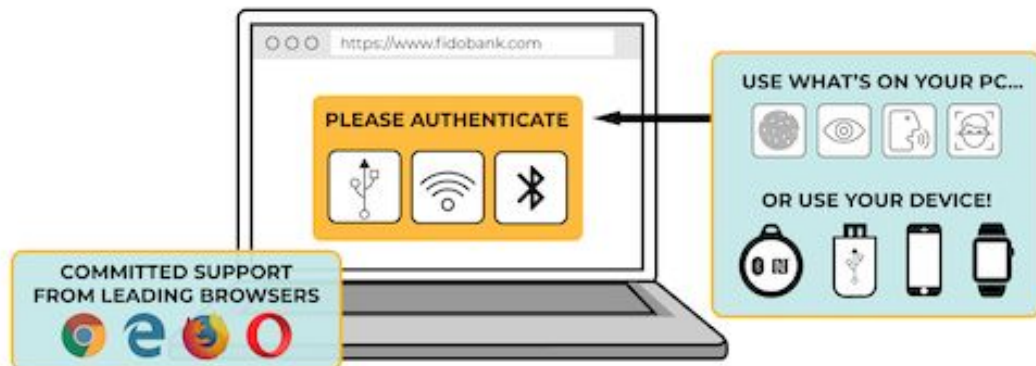 https://www.fidobank.com
PLEASE AUTHENTICATE
USE WHAT'S ON YOUR PC...
OR USE YOUR DEVICE!
COMMITTED SUPPORT
FROM LEADING BROWSERS